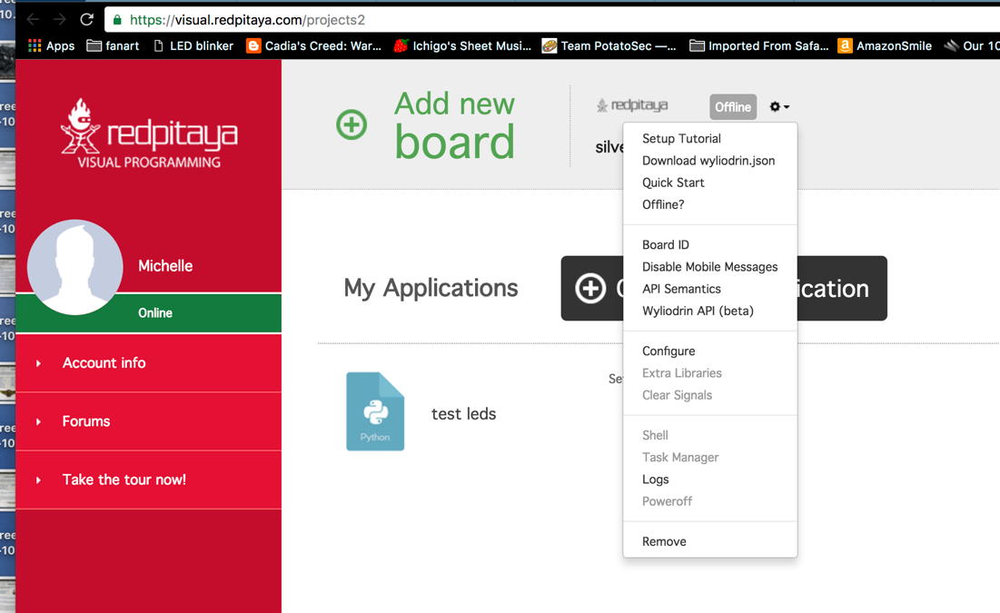 10.
https://visual.redpitaya.com/projects2
Apps fanart LED blinker Cadia's Creed: War... Ichigo's Sheet Musi... Team PotatoSec —... Imported From Safa... AmazonSmile Our 10
redpitaya
VISUAL PROGRAMMING
Michelle
Online
Account info
Forums
Take the tour now!
Add new
board
redpitaya
Offline
silve
Setup Tutorial
Download wyliodrin.json
Quick Start
Offline?
Board ID
Disable Mobile Messages
API Semantics
Wyliodrin API (beta)
Configure
Extra Libraries
Clear Signals
Shell
Task Manager
Logs
Poweroff
Remove
My Applications
ication
Python
test leds
Se